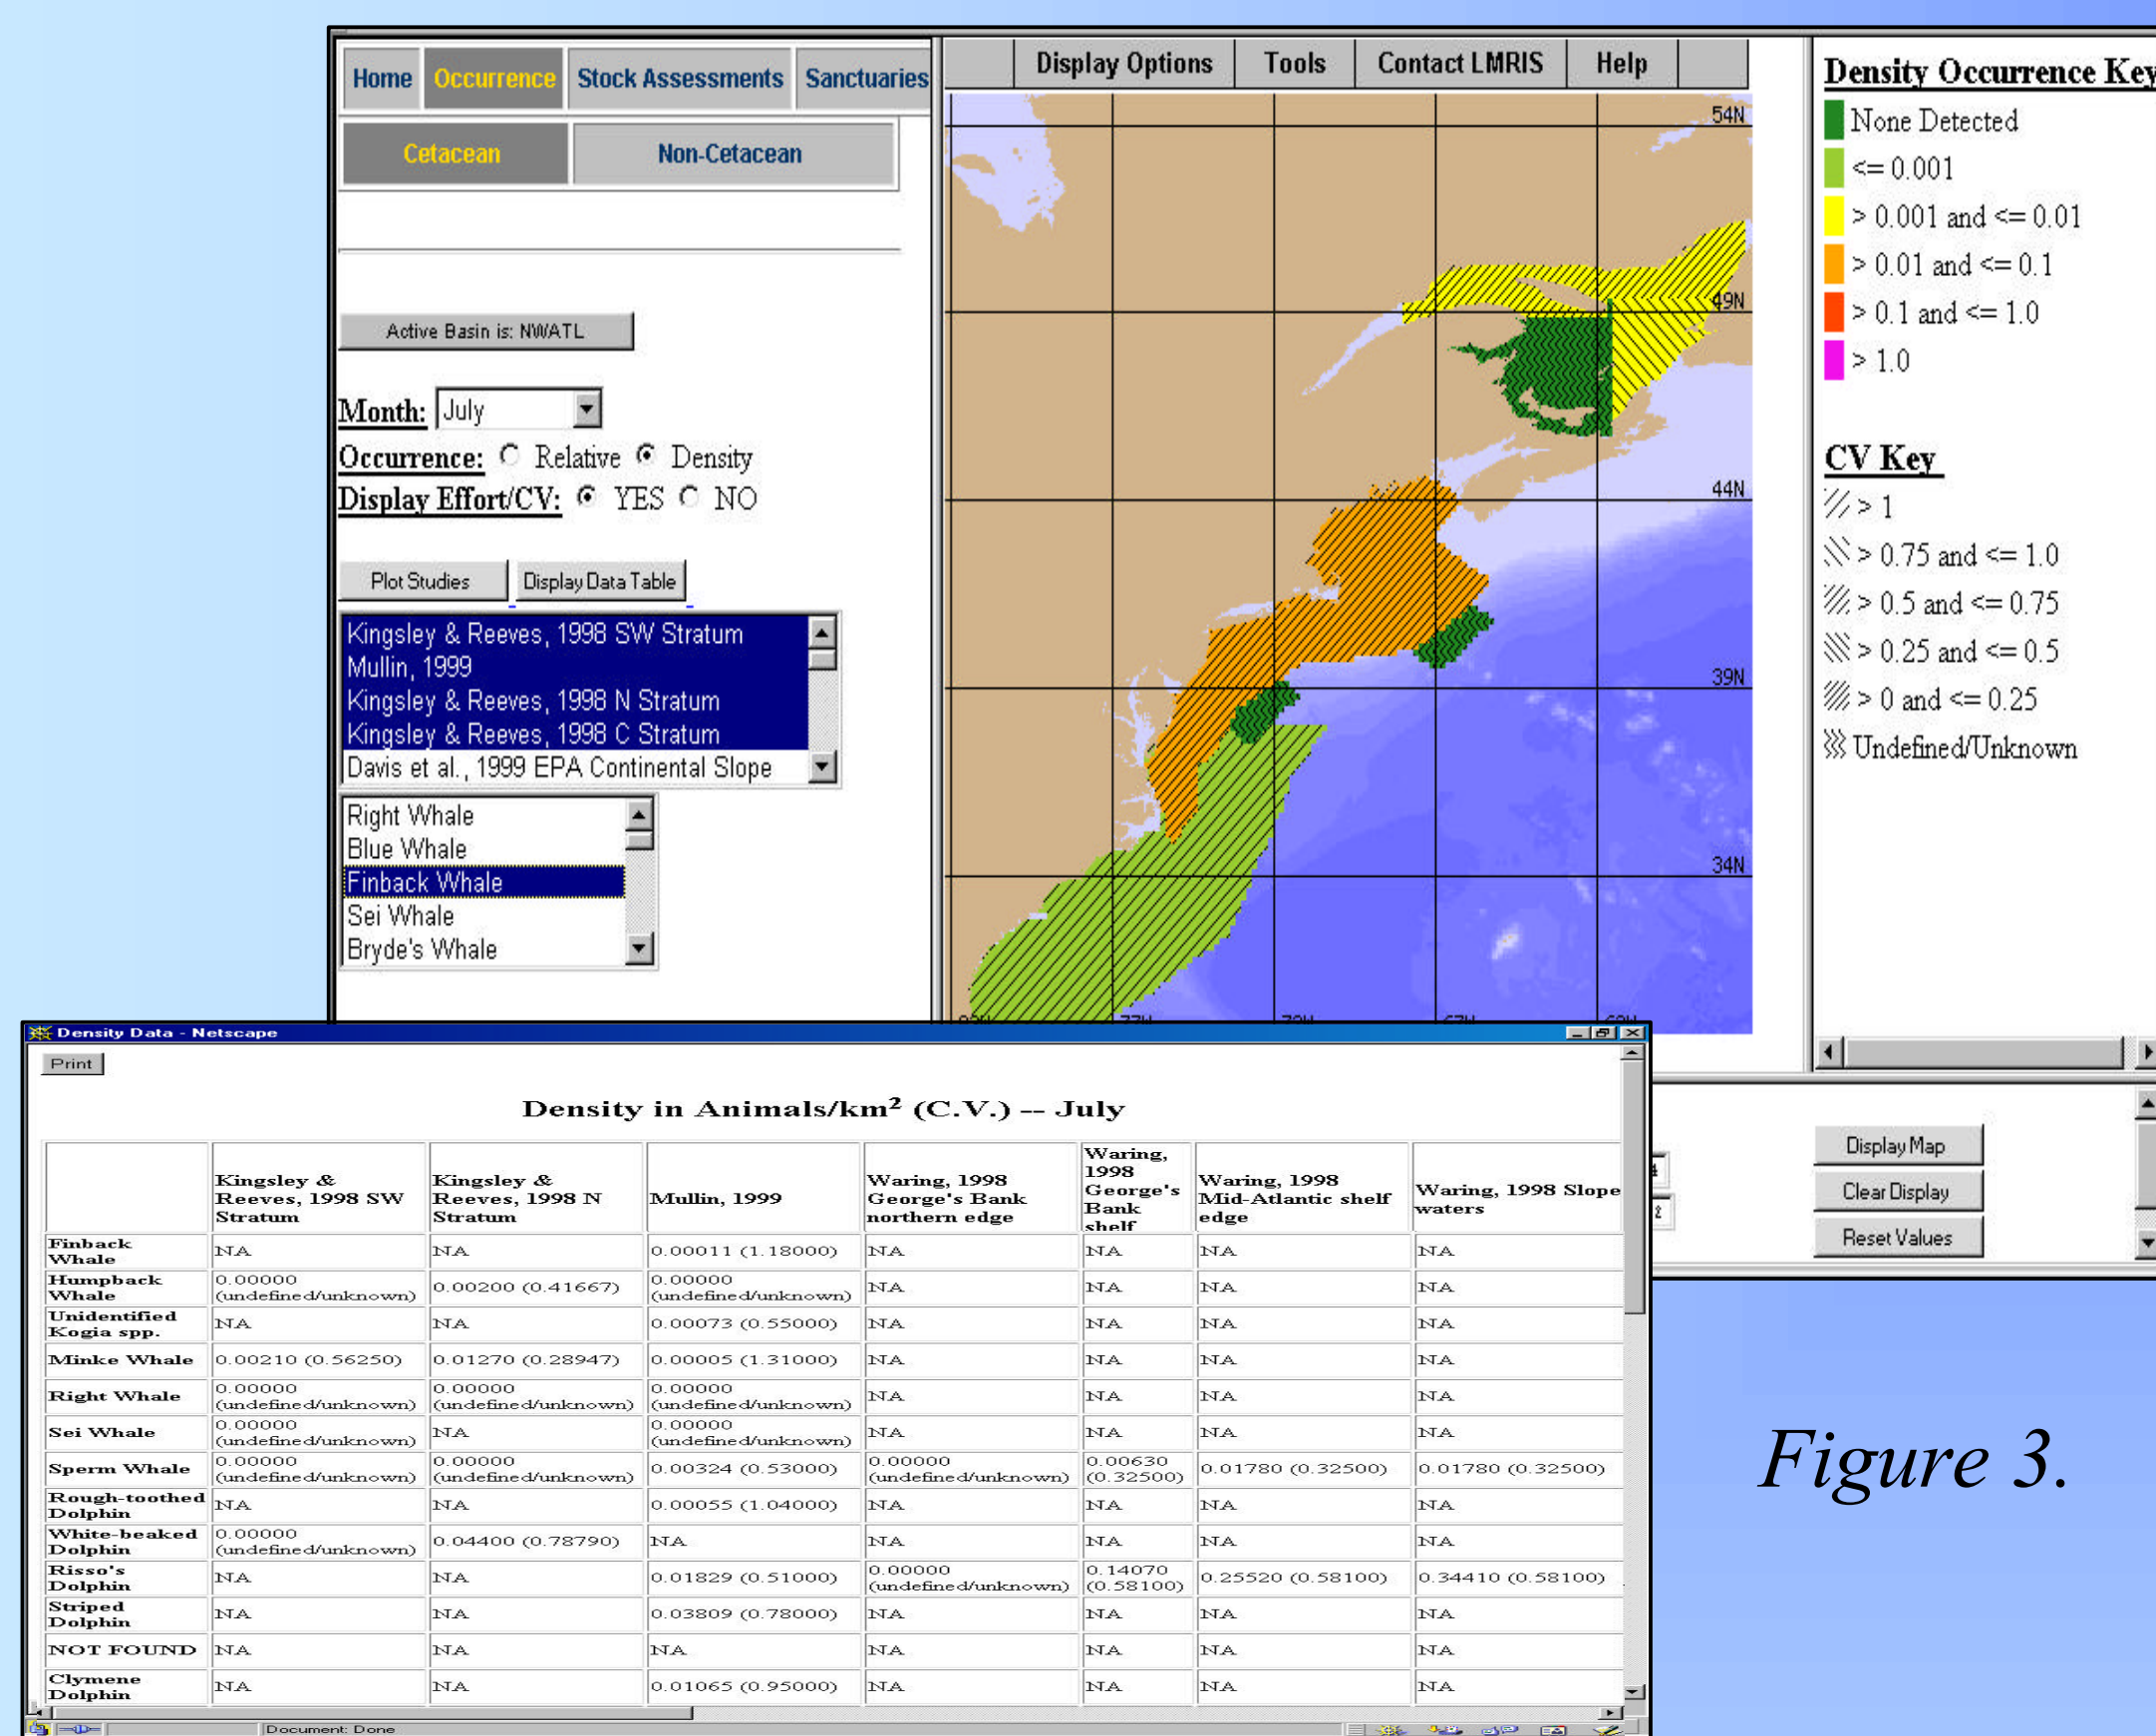 Home Occurrence Stock Assessments Sanctuaries
Display Options Tools Contact LMRIS Help
Cetacean Non-Cetacean
Active Basin is: NWATL
Month: July
Occurrence: Relative Density
Display Effort/CV: YES NO
Plot Studies Display Data Table
Kingsley & Reeves, 1998 SW Stratum
Mullin, 1999
Kingsley & Reeves, 1998 N Stratum
Kingsley & Reeves, 1998 C Stratum
Davis et al., 1999 EPA Continental Slope
Right Whale
Blue Whale
Finback Whale
Sei Whale
Bryde's Whale
54N
49N
44N
39N
34N
Density Occurrence Key
None Detected
<= 0.001
> 0.001 and <= 0.01
> 0.01 and <= 0.1
> 0.1 and <= 1.0
> 1.0
CV Key
> 1
> 0.75 and <= 1.0
> 0.5 and <= 0.75
> 0.25 and <= 0.5
> 0 and <= 0.25
Undefined/Unknown
Display Map
Clear Display
Reset Values
Density Data - Netscape
Print
Density in Animals/km² (C.V.) -- July
Kingsley & Reeves, 1998 SW Stratum Kingsley & Reeves, 1998 N Stratum Mullin, 1999 Waring, 1998 George's Bank northern edge Waring, 1998 George's Bank shelf Waring, 1998 Mid-Atlantic shelf edge Waring, 1998 Slope waters
Finback Whale NA NA 0.00011 (1.18000) NA NA NA NA
Humpback Whale 0.00000 (undefined/unknown) 0.00200 (0.41667) 0.00000 (undefined/unknown) NA NA NA NA
Unidentified Kogia spp. NA NA 0.00073 (0.55000) NA NA NA NA
Minke Whale 0.00210 (0.56250) 0.01270 (0.28947) 0.00005 (1.31000) NA NA NA NA
Right Whale 0.00000 (undefined/unknown) 0.00000 (undefined/unknown) 0.00000 (undefined/unknown) NA NA NA NA
Sei Whale 0.00000 (undefined/unknown) NA 0.00000 (undefined/unknown) NA NA NA NA
Sperm Whale 0.00000 (undefined/unknown) 0.00000 (undefined/unknown) 0.00324 (0.53000) 0.00000 (undefined/unknown) 0.00630 (0.32500) 0.01780 (0.32500) 0.01780 (0.32500)
Rough-toothed Dolphin NA NA 0.00055 (1.04000) NA NA NA NA
White-beaked Dolphin 0.00000 (undefined/unknown) 0.04400 (0.78790) NA NA NA NA NA
Risso's Dolphin NA NA 0.01829 (0.51000) 0.00000 (undefined/unknown) 0.14070 (0.58100) 0.25520 (0.58100) 0.34410 (0.58100)
Striped Dolphin NA NA 0.03809 (0.78000) NA NA NA NA
NOT FOUND NA NA NA NA NA NA NA
Clymene Dolphin NA NA 0.01065 (0.95000) NA NA NA NA
Document: Done
Figure 3.